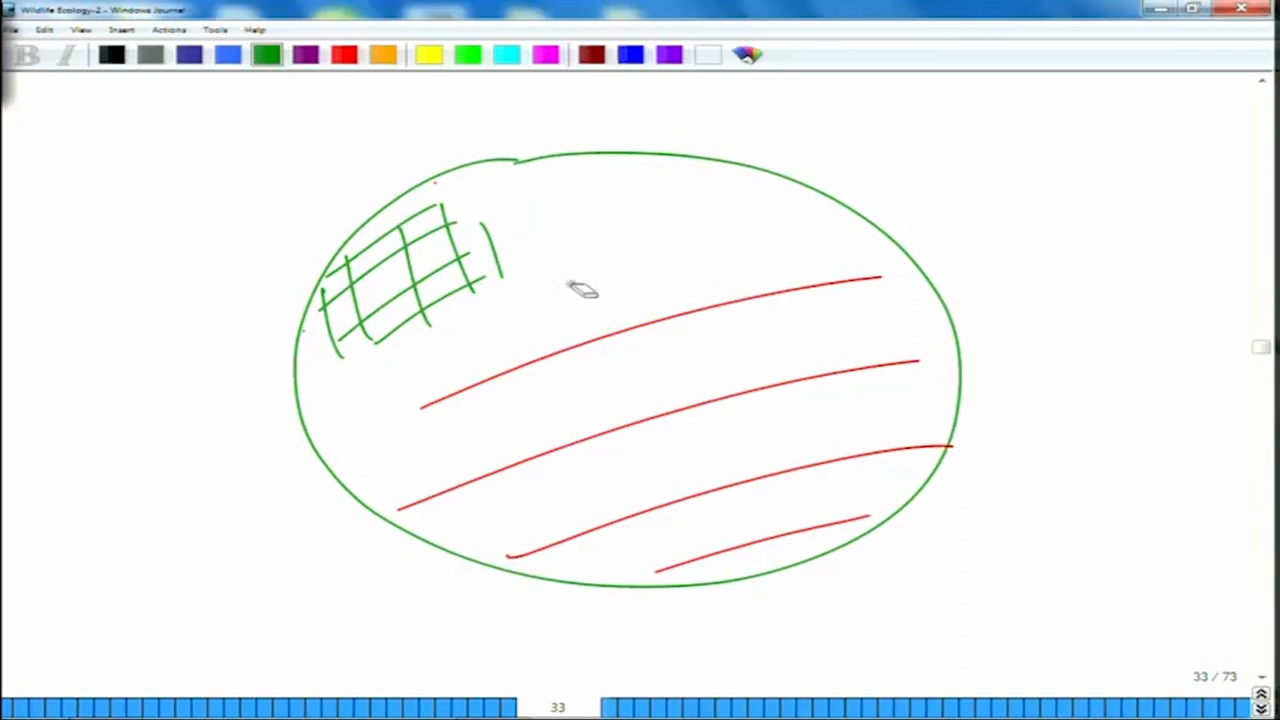 Wildlife Ecology-2 - Windows Journal
File Edit View Insert Actions Tools Help
B I
33 / 73
33